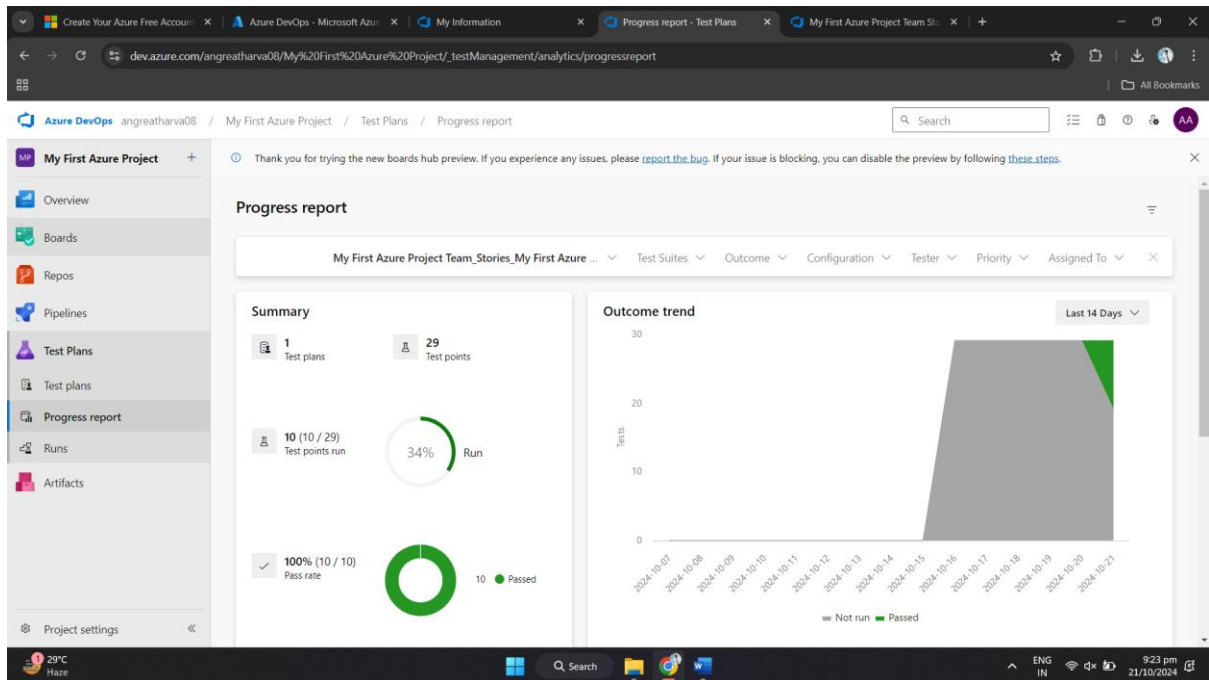 Create Your Azure Free Account
Azure DevOps - Microsoft Azur
My Information
Progress report - Test Plans
My First Azure Project Team_Sto
dev.azure.com/angreatharva08/My%20First%20Azure%20Project/_testManagement/analytics/progressreport
All Bookmarks
Azure DevOps angreatharva08 / My First Azure Project / Test Plans / Progress report
Search
AA
MP My First Azure Project +
Thank you for trying the new boards hub preview. If you experience any issues, please report the bug. If your issue is blocking, you can disable the preview by following these steps.
Overview
Boards
Repos
Pipelines
Test Plans
Test plans
Progress report
Runs
Artifacts
Project settings
Progress report
My First Azure Project Team_Stories_My First Azure ... Test Suites Outcome Configuration Tester Priority Assigned To
Summary
1
Test plans
29
Test points
10 (10 / 29)
Test points run
34%
Run
100% (10 / 10)
Pass rate
10 Passed
Outcome trend
Last 14 Days
30
20
10
0
Tests
2024-10-07
2024-10-08
2024-10-09
2024-10-10
2024-10-11
2024-10-12
2024-10-13
2024-10-14
2024-10-15
2024-10-16
2024-10-17
2024-10-18
2024-10-19
2024-10-20
2024-10-21
Not run Passed
1
29°C
Haze
Search
ENG
IN
9:23 pm
21/10/2024